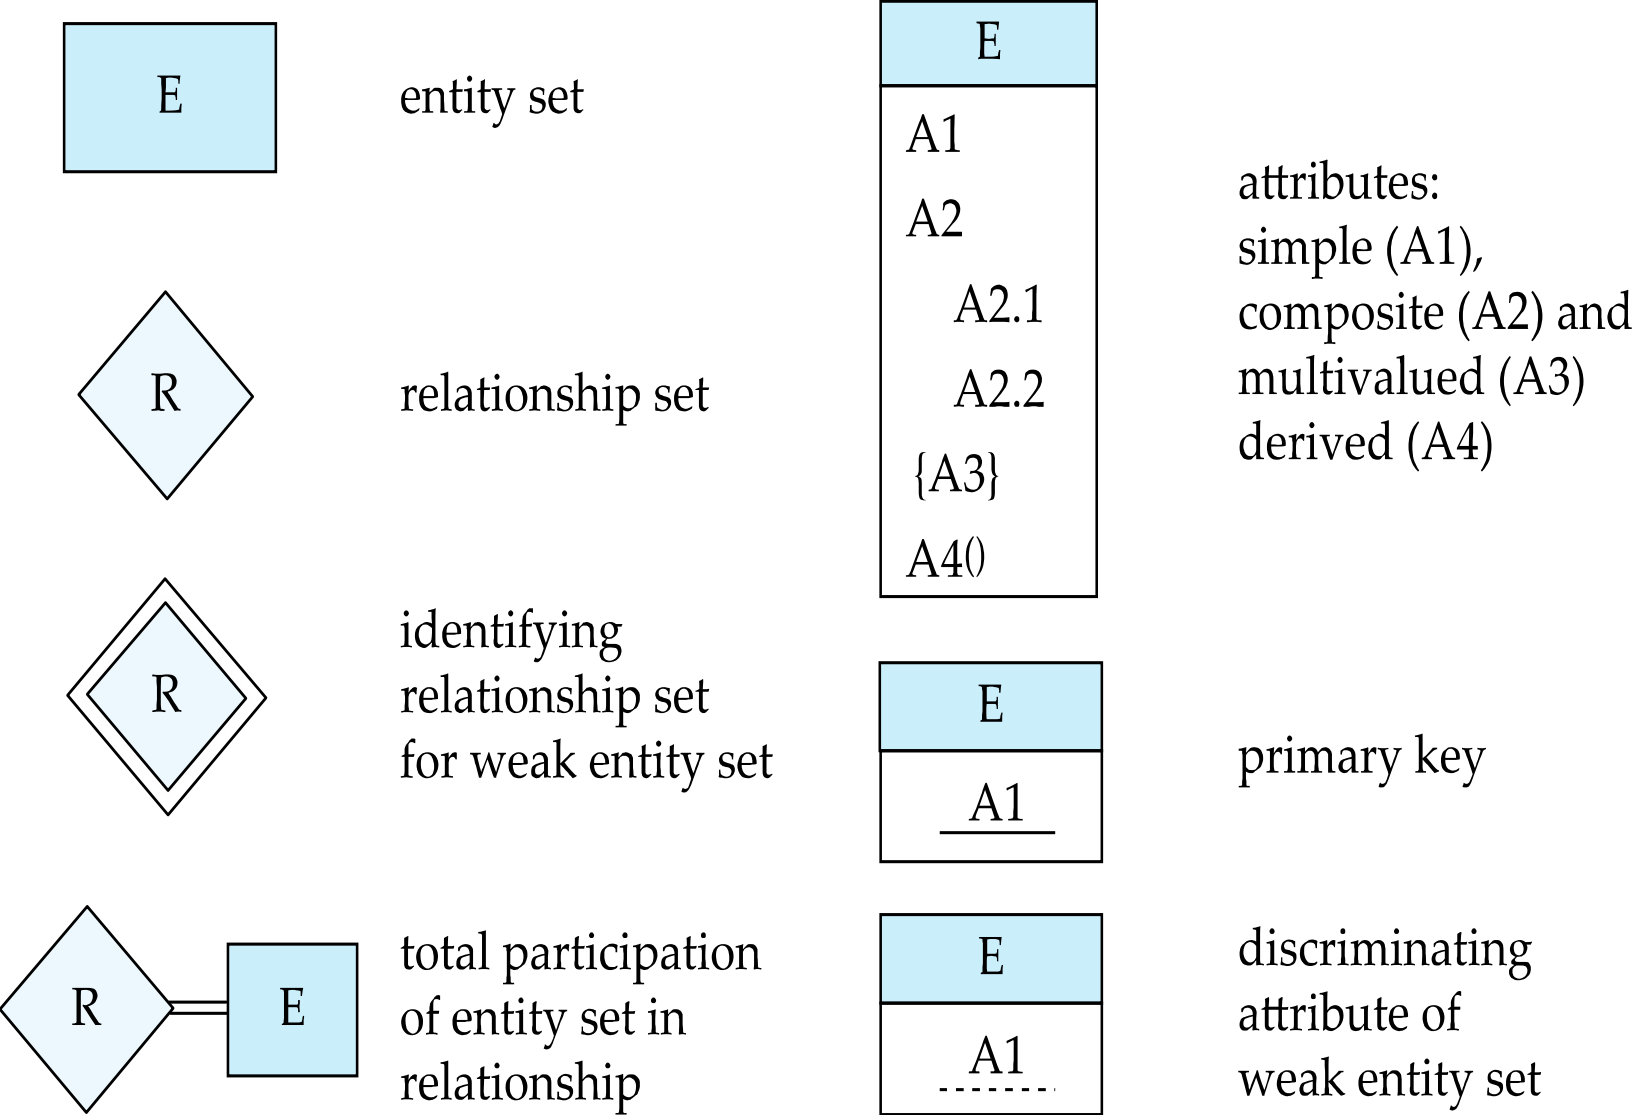 E
entity set
R
relationship set
R
identifying
relationship set
for weak entity set
R
E
total participation
of entity set in
relationship
E
A1
A2
A2.1
A2.2
{A3}
A4()
attributes:
simple (A1),
composite (A2) and
multivalued (A3)
derived (A4)
E
A1
primary key
E
A1
discriminating
attribute of
weak entity set